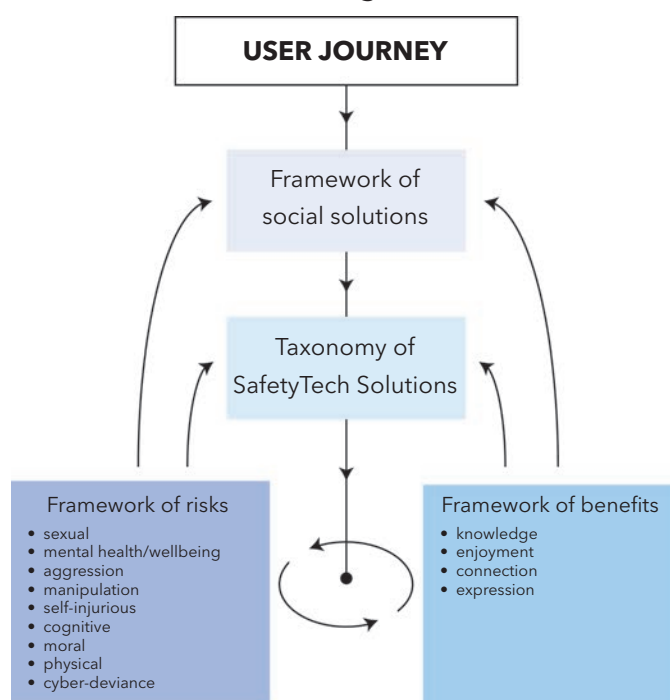 USER JOURNEY
Framework of
social solutions
Taxonomy of
SafetyTech Solutions
Framework of risks
• sexual
• mental health/wellbeing
• aggression
• manipulation
• self-injurious
• cognitive
• moral
• physical
• cyber-deviance
Framework of benefits
• knowledge
• enjoyment
• connection
• expression